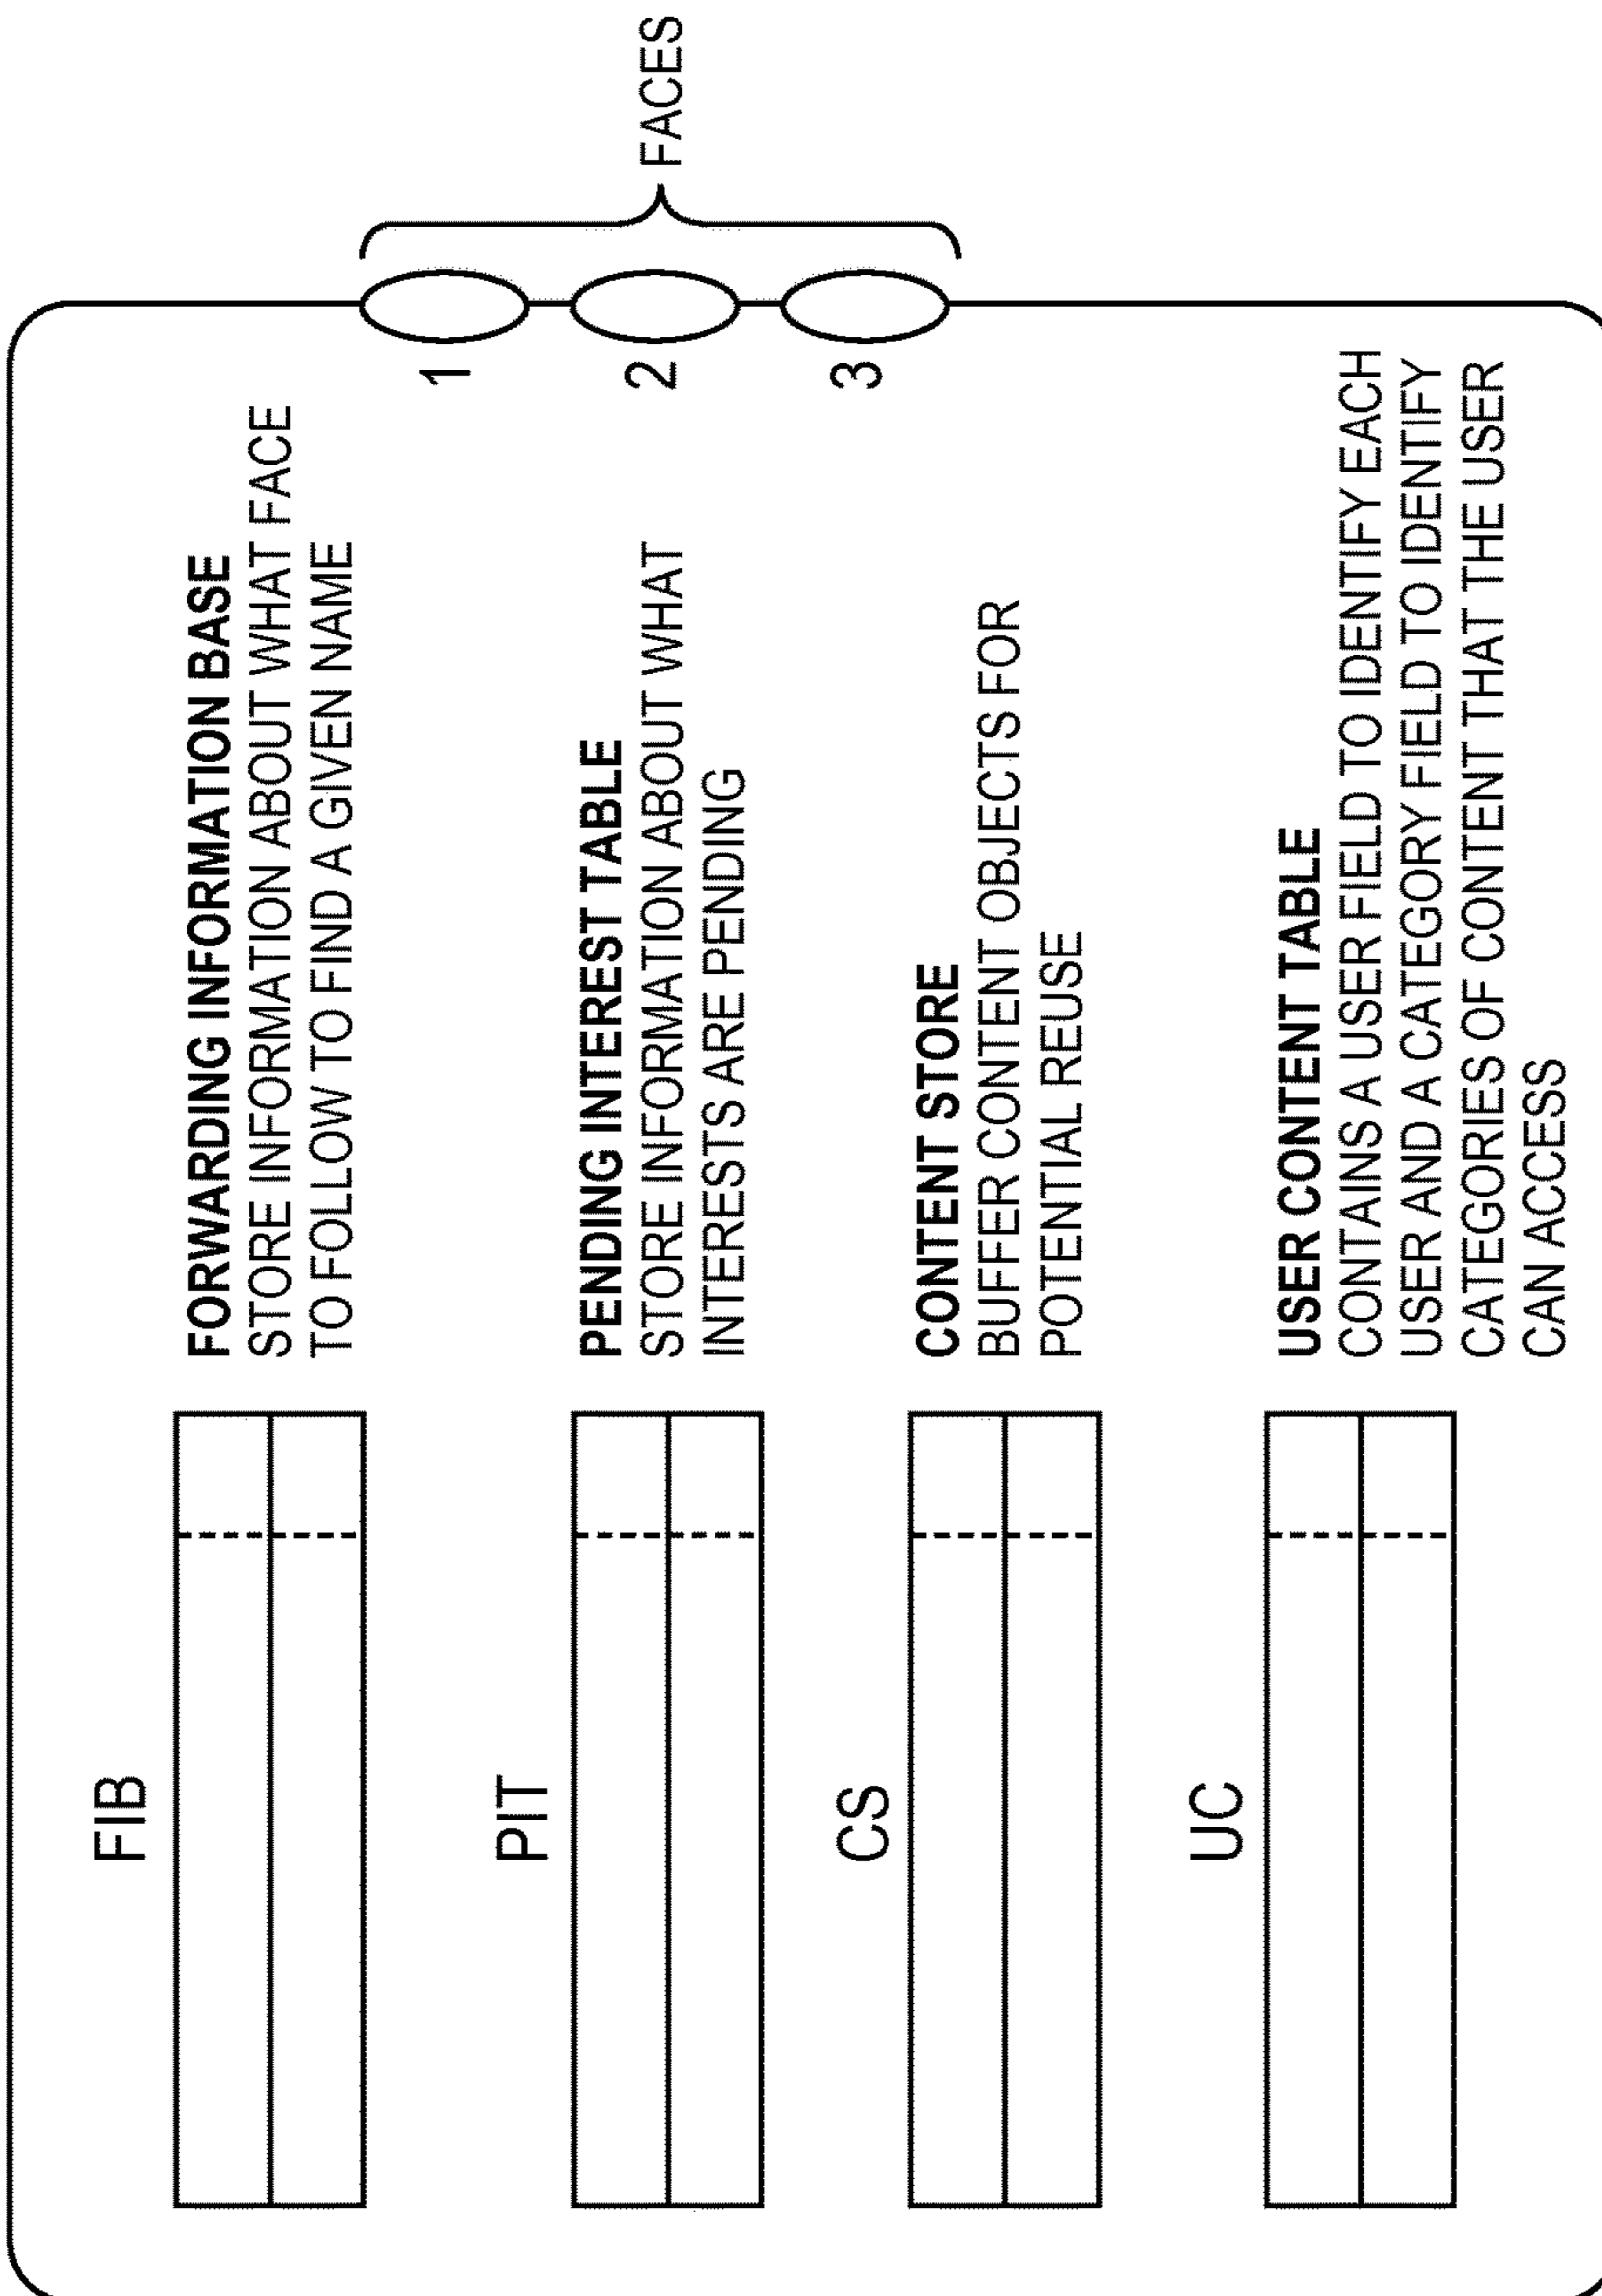 FIB
FORWARDING INFORMATION BASE
STORE INFORMATION ABOUT WHAT FACE
TO FOLLOW TO FIND A GIVEN NAME
PIT
PENDING INTEREST TABLE
STORE INFORMATION ABOUT WHAT
INTERESTS ARE PENDING
CS
CONTENT STORE
BUFFER CONTENT OBJECTS FOR
POTENTIAL REUSE
UC
USER CONTENT TABLE
CONTAINS A USER FIELD TO IDENTIFY EACH
USER AND A CATEGORY FIELD TO IDENTIFY
CATEGORIES OF CONTENT THAT THE USER
CAN ACCESS
1
2
3
FACES